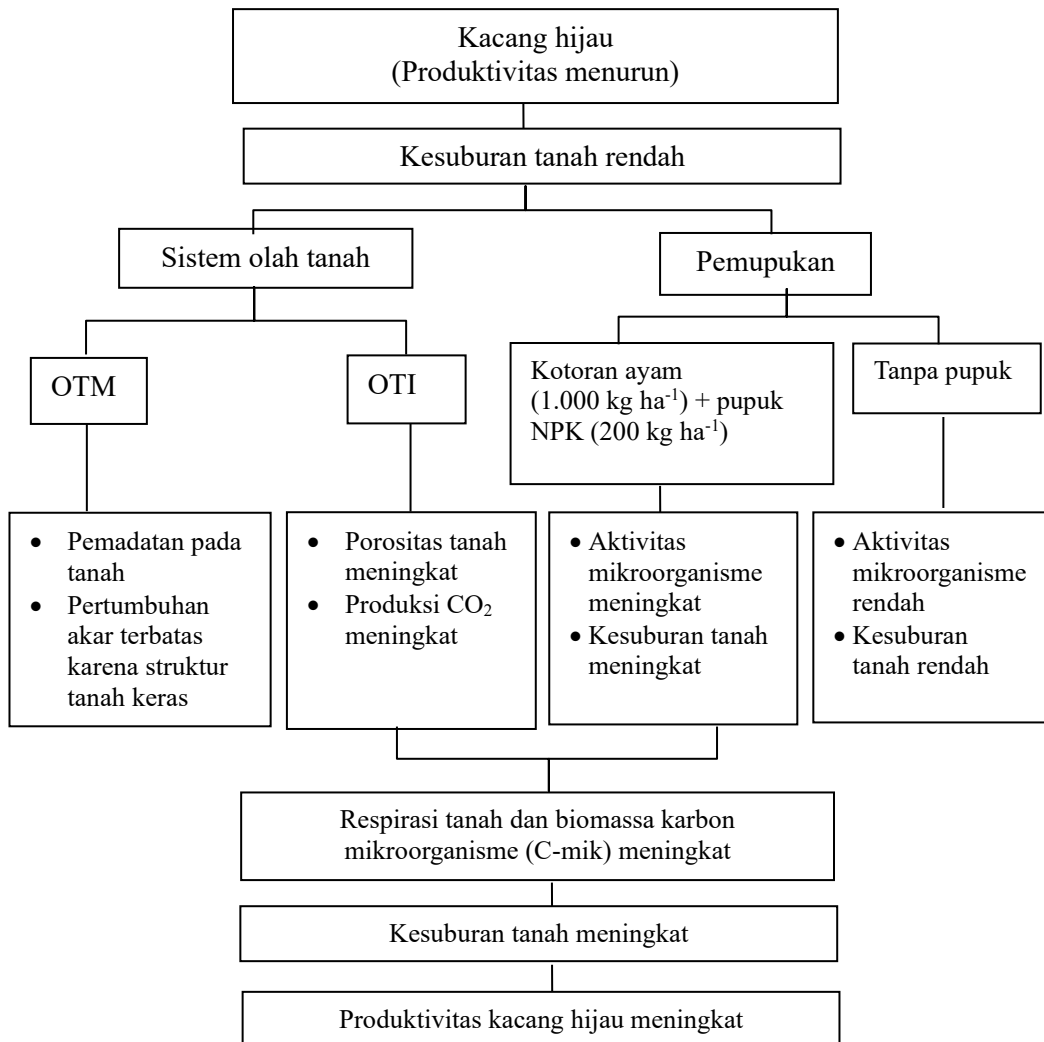 Kacang hijau
(Produktivitas menurun)
Kesuburan tanah rendah
Sistem olah tanah
Pemupukan
OTM
OTI
Kotoran ayam
(1.000 kg ha⁻¹) + pupuk
NPK (200 kg ha⁻¹)
Tanpa pupuk
• Pemadatan pada
tanah
• Pertumbuhan
akar terbatas
karena struktur
tanah keras
• Porositas tanah
meningkat
• Produksi CO₂
meningkat
• Aktivitas
mikroorganisme
meningkat
• Kesuburan tanah
meningkat
• Aktivitas
mikroorganisme
rendah
• Kesuburan
tanah rendah
Respirasi tanah dan biomassa karbon
mikroorganisme (C-mik) meningkat
Kesuburan tanah meningkat
Produktivitas kacang hijau meningkat